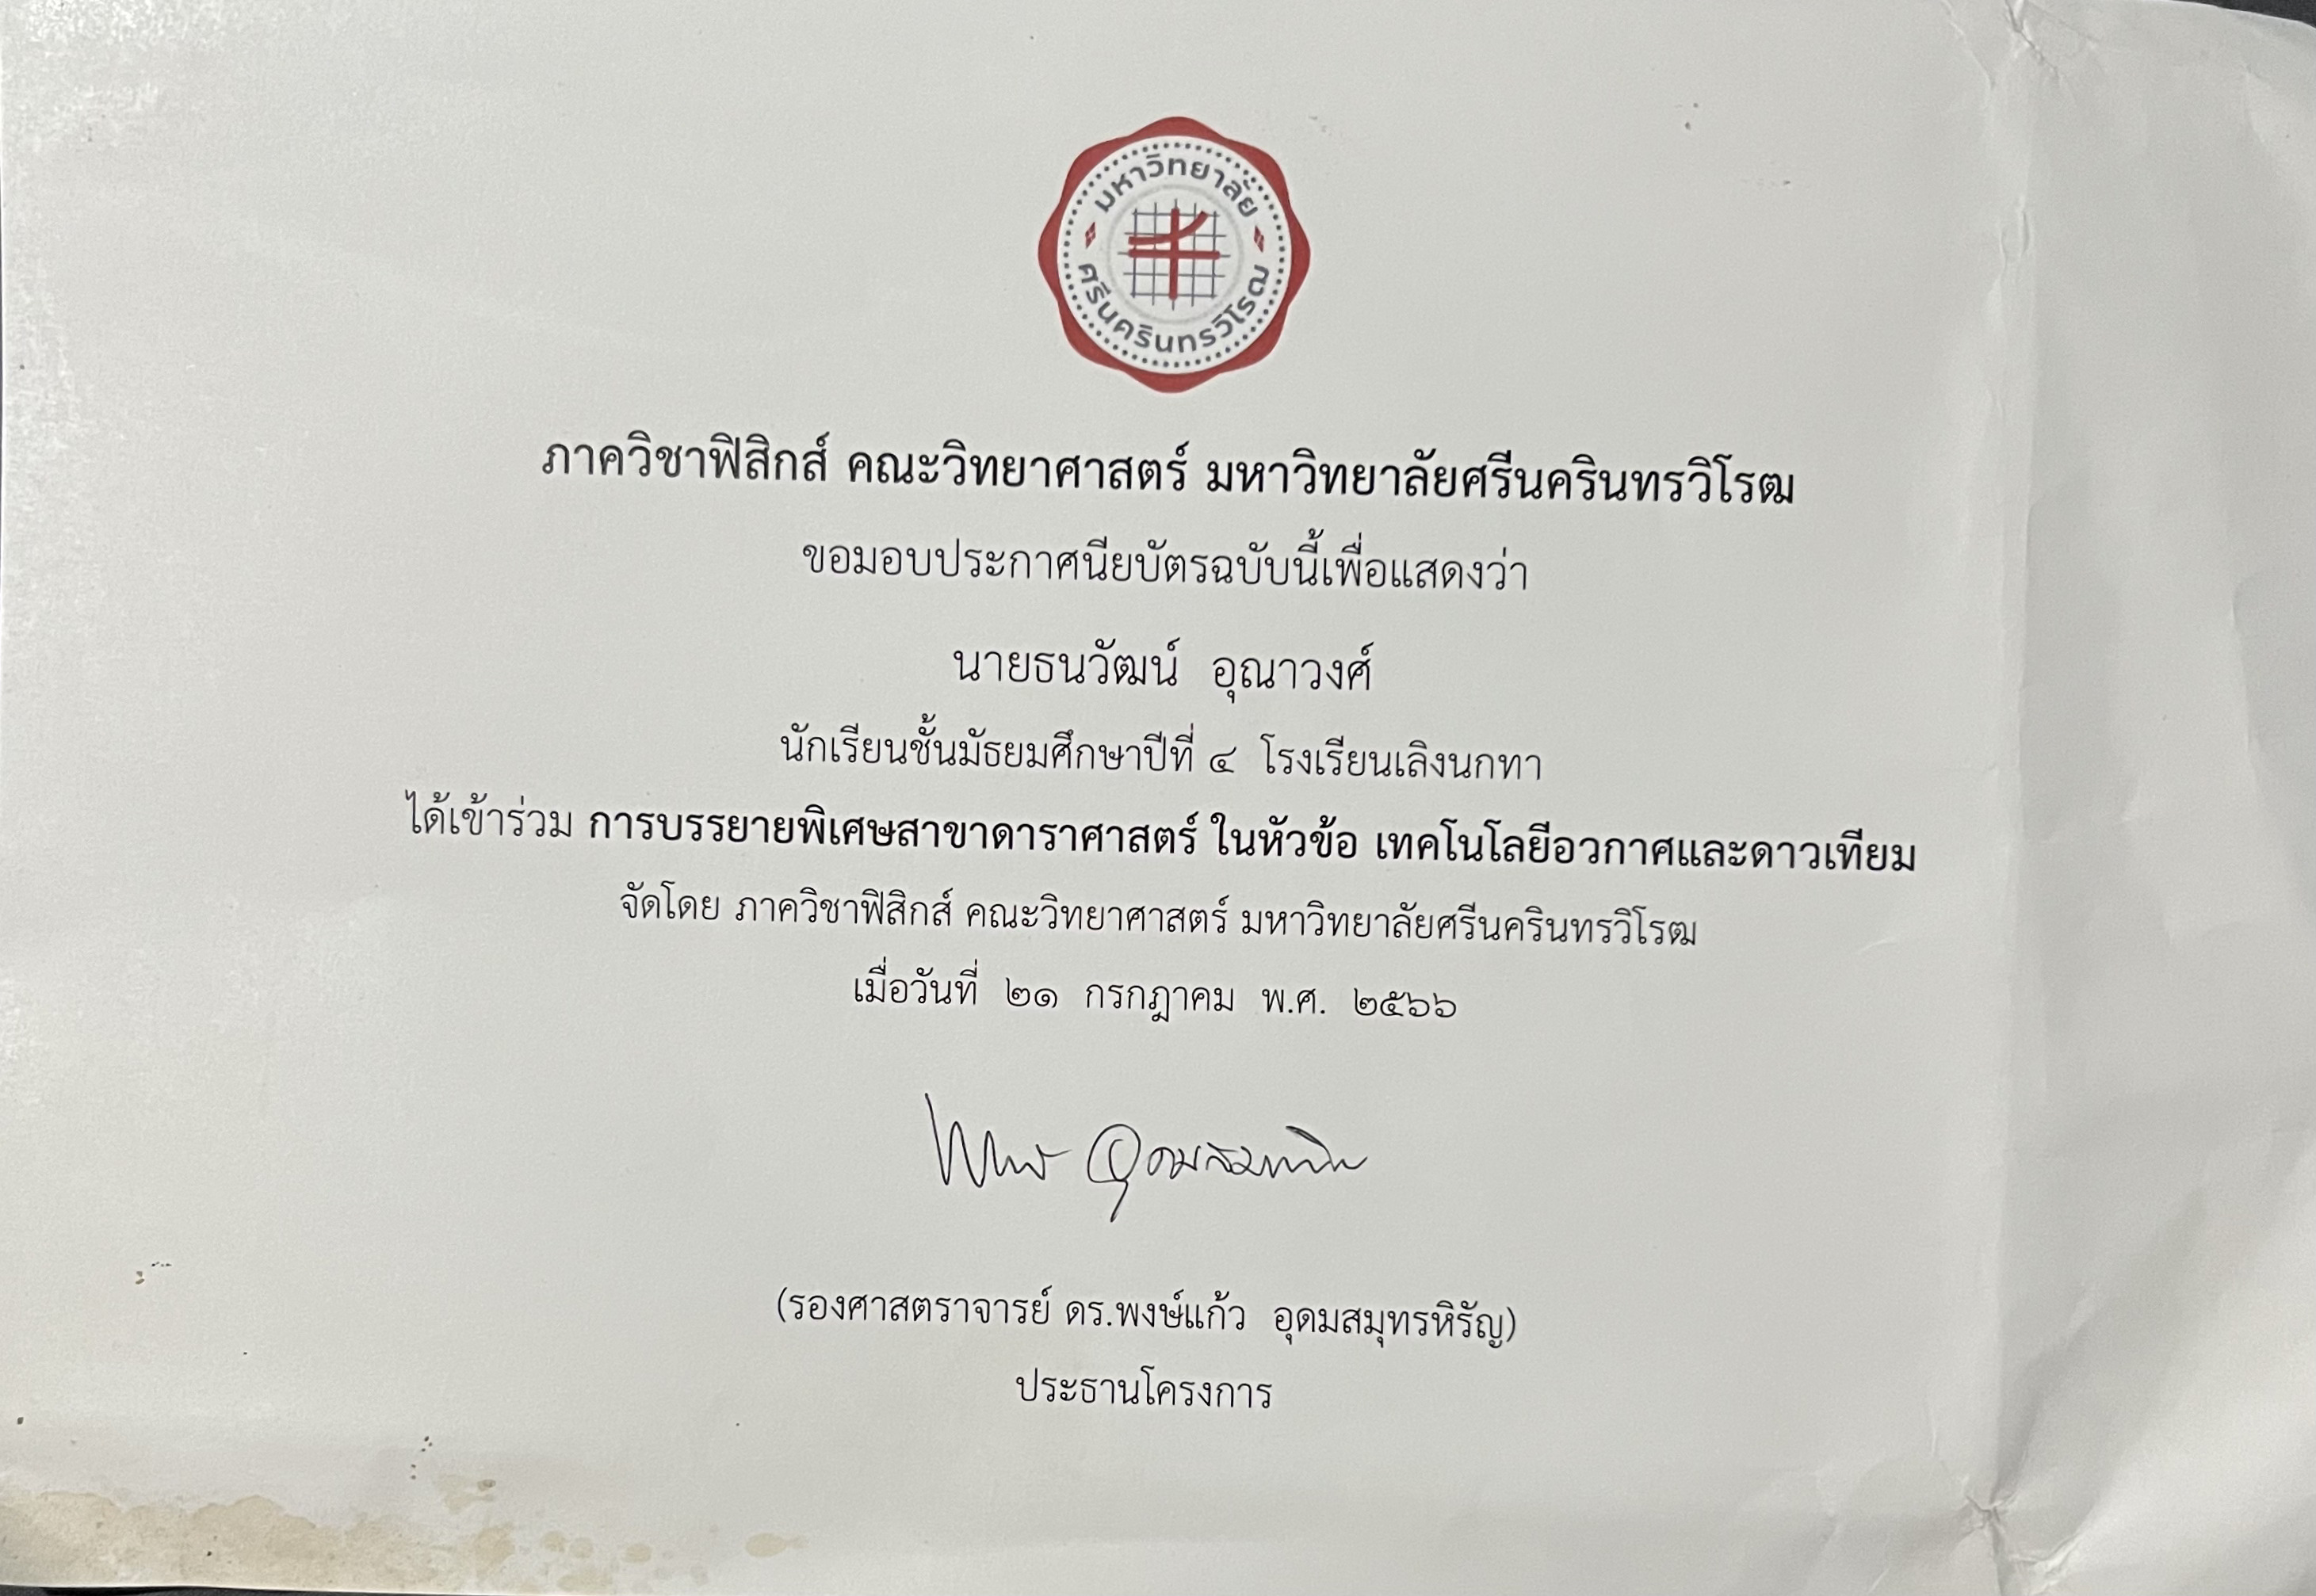 มหาวิทยาลัย
ศรีนครินทรวิโรฒ
ภาควิชาฟิสิกส์ คณะวิทยาศาสตร์ มหาวิทยาลัยศรีนครินทรวิโรฒ
ขอมอบประกาศนียบัตรฉบับนี้เพื่อแสดงว่า
นายธนวัฒน์ อุณาวงศ์
นักเรียนชั้นมัธยมศึกษาปีที่ ๔ โรงเรียนเลิงนกทา
ได้เข้าร่วม การบรรยายพิเศษสาขาดาราศาสตร์ ในหัวข้อ เทคโนโลยีอวกาศและดาวเทียม
จัดโดย ภาควิชาฟิสิกส์ คณะวิทยาศาสตร์ มหาวิทยาลัยศรีนครินทรวิโรฒ
เมื่อวันที่ ๒๑ กรกฎาคม พ.ศ. ๒๕๖๖
(รองศาสตราจารย์ ดร.พงษ์แก้ว อุดมสมุทรหิรัญ)
ประธานโครงการ